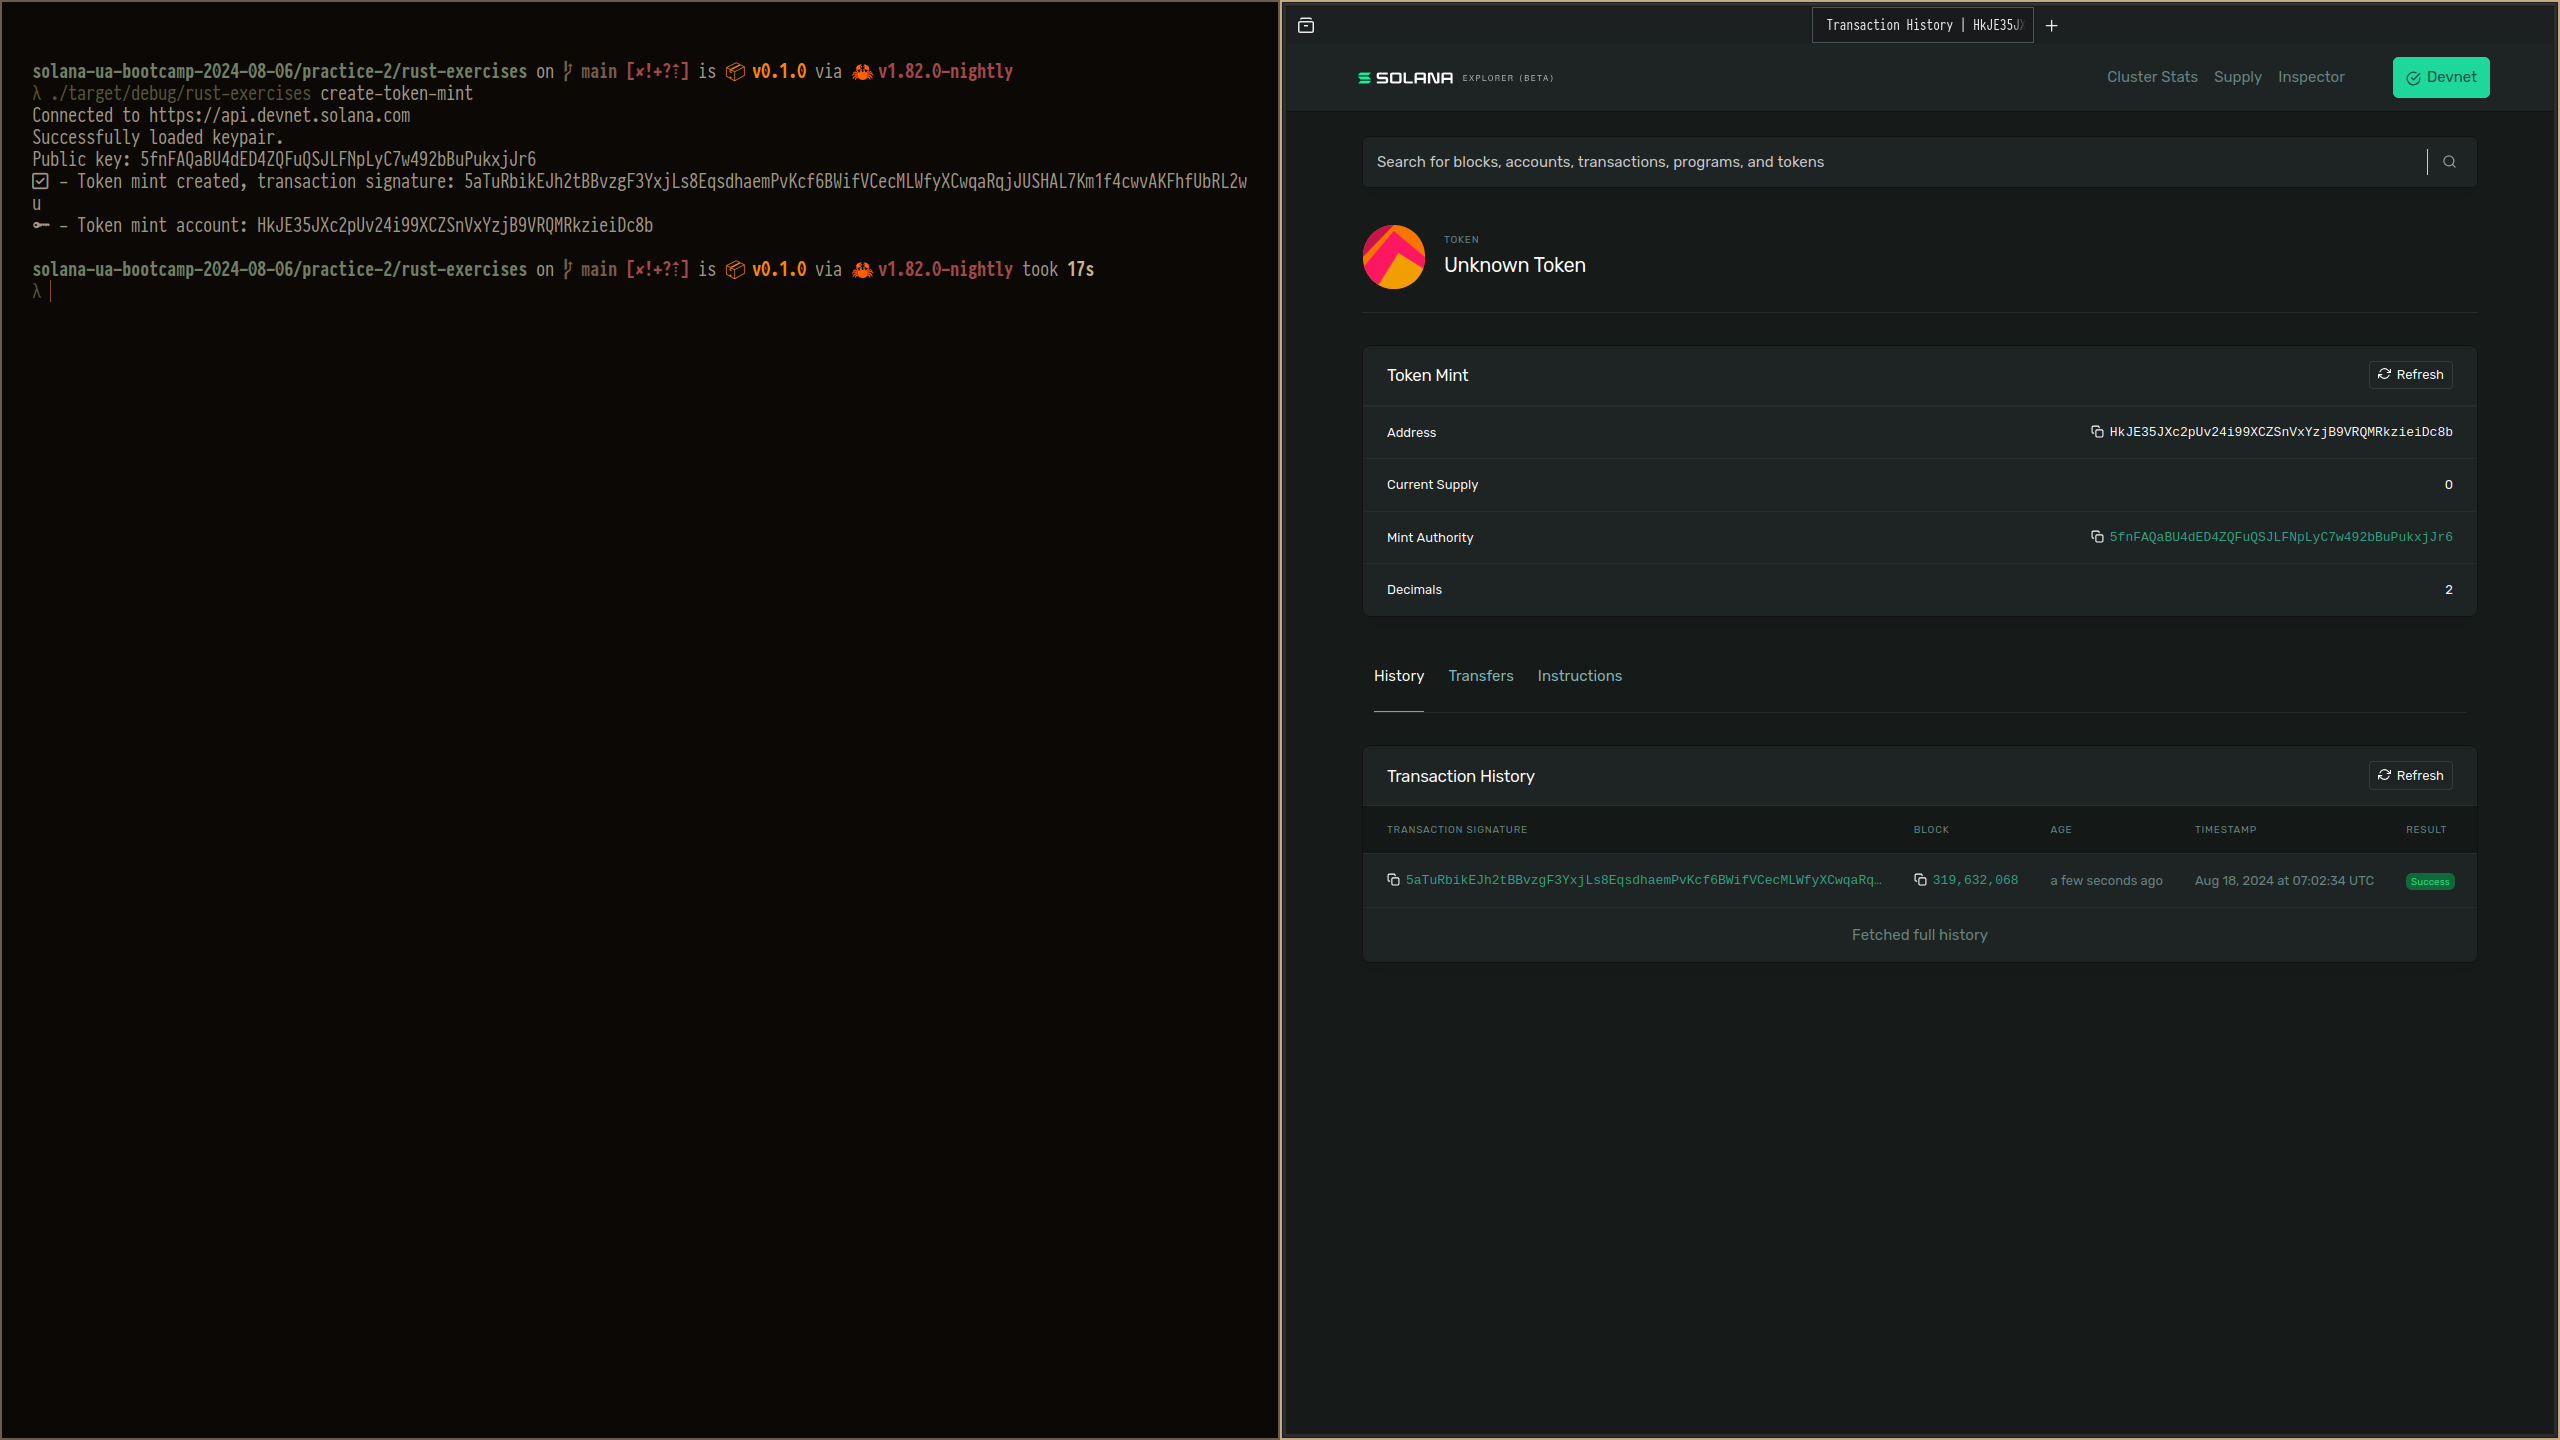 solana-ua-bootcamp-2024-08-06/practice-2/rust-exercises on main [✘!+?⇡] is 📦 v0.1.0 via 🦀 v1.82.0-nightly
λ ./target/debug/rust-exercises create-token-mint
Connected to https://api.devnet.solana.com
Successfully loaded keypair.
Public key: 5fnFAQaBU4dED4ZQFuQSJLFNpLyC7w492bBuPukxjJr6
☑ - Token mint created, transaction signature: 5aTuRbikEJh2tBBvzgF3YxjLs8EqsdhaemPvKcf6BWifVCecMLWfyXCwqaRqjJUSHAL7Km1f4cwvAKFhfUbRL2w
u
- Token mint account: HkJE35JXc2pUv24i99XCZSnVxYzjB9VRQMRkzieiDc8b
solana-ua-bootcamp-2024-08-06/practice-2/rust-exercises on main [✘!+?⇡] is 📦 v0.1.0 via 🦀 v1.82.0-nightly took 17s
λ
Transaction History | HkJE35JX
SOLANA EXPLORER (BETA)
Cluster Stats Supply Inspector Devnet
Search for blocks, accounts, transactions, programs, and tokens
TOKEN
Unknown Token
Token Mint Refresh
Address HkJE35JXc2pUv24i99XCZSnVxYzjB9VRQMRkzieiDc8b
Current Supply 0
Mint Authority 5fnFAQaBU4dED4ZQFuQSJLFNpLyC7w492bBuPukxjJr6
Decimals 2
History Transfers Instructions
Transaction History Refresh
TRANSACTION SIGNATURE BLOCK AGE TIMESTAMP RESULT
5aTuRbikEJh2tBBvzgF3YxjLs8EqsdhaemPvKcf6BWifVCecMLWfyXCwqaRq… 319,632,068 a few seconds ago Aug 18, 2024 at 07:02:34 UTC Success
Fetched full history